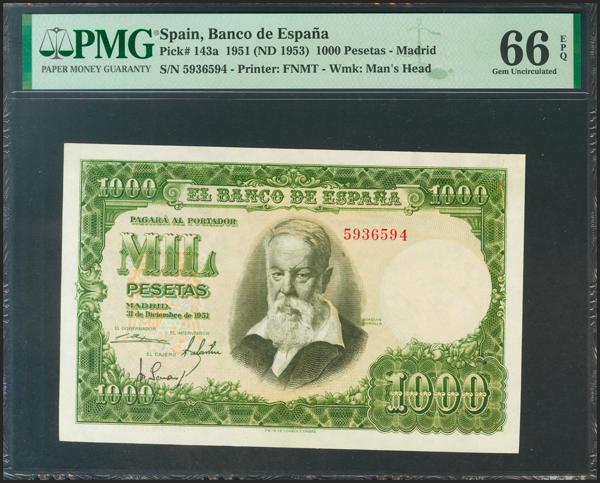 PMG
PAPER MONEY GUARANTY
Spain, Banco de España
Pick# 143a 1951 (ND 1953) 1000 Pesetas - Madrid
S/N 5936594 - Printer: FNMT - Wmk: Man's Head
66 EPQ
Gem Uncirculated
1000
EL BANCO DE ESPAÑA
1000
PAGARÁ AL PORTADOR
5936594
MIL
PESETAS
MADRID,
31 de Diciembre de 1951
EL GOBERNADOR
EL INTERVENTOR
EL CAJERO
JOAQUIN
SOROLLA
1000
1000